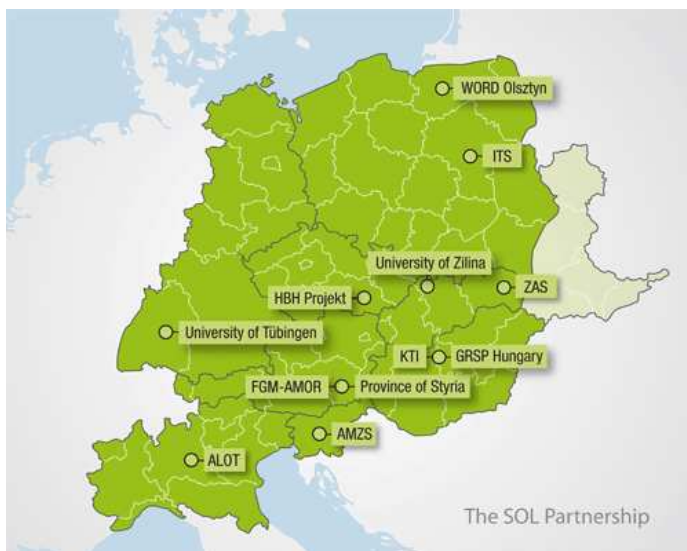 WORD Olsztyn
ITS
University of Zilina
HBH Projekt
ZAS
University of Tübingen
KTI
GRSP Hungary
FGM-AMOR
Province of Styria
AMZS
ALOT
The SOL Partnership